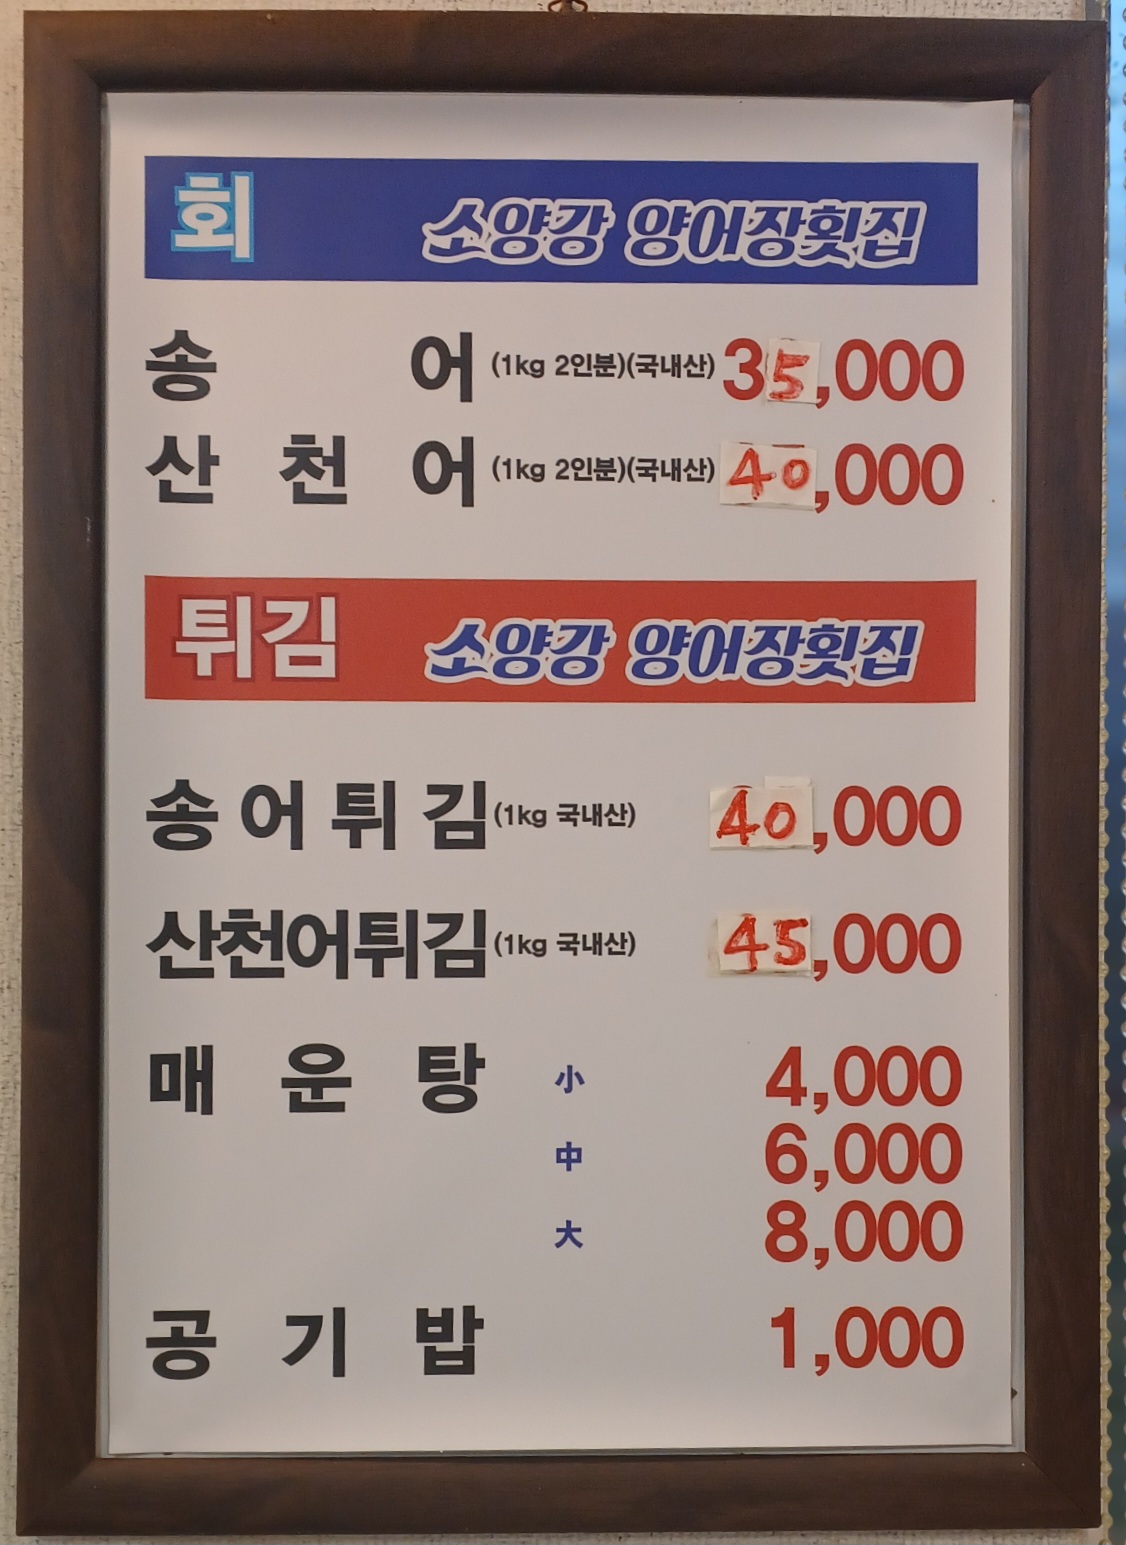 회 소양강 양어장횟집
송 어 (1kg 2인분)(국내산) 35,000
산 천 어 (1kg 2인분)(국내산) 40,000
튀김 소양강 양어장횟집
송 어 튀 김 (1kg 국내산) 40,000
산천어튀김 (1kg 국내산) 45,000
매 운 탕 小 4,000
中 6,000
大 8,000
공 기 밥 1,000